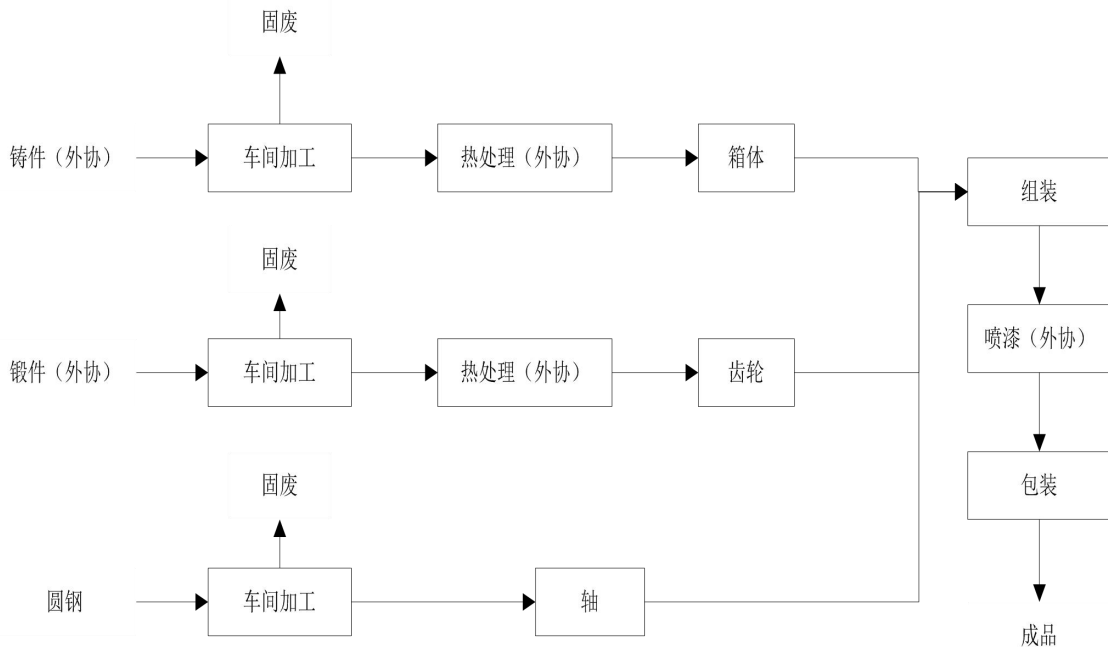 固废
铸件（外协）
车间加工
热处理（外协）
箱体
组装
固废
锻件（外协）
车间加工
热处理（外协）
齿轮
喷漆（外协）
固废
包装
圆钢
车间加工
轴
成品